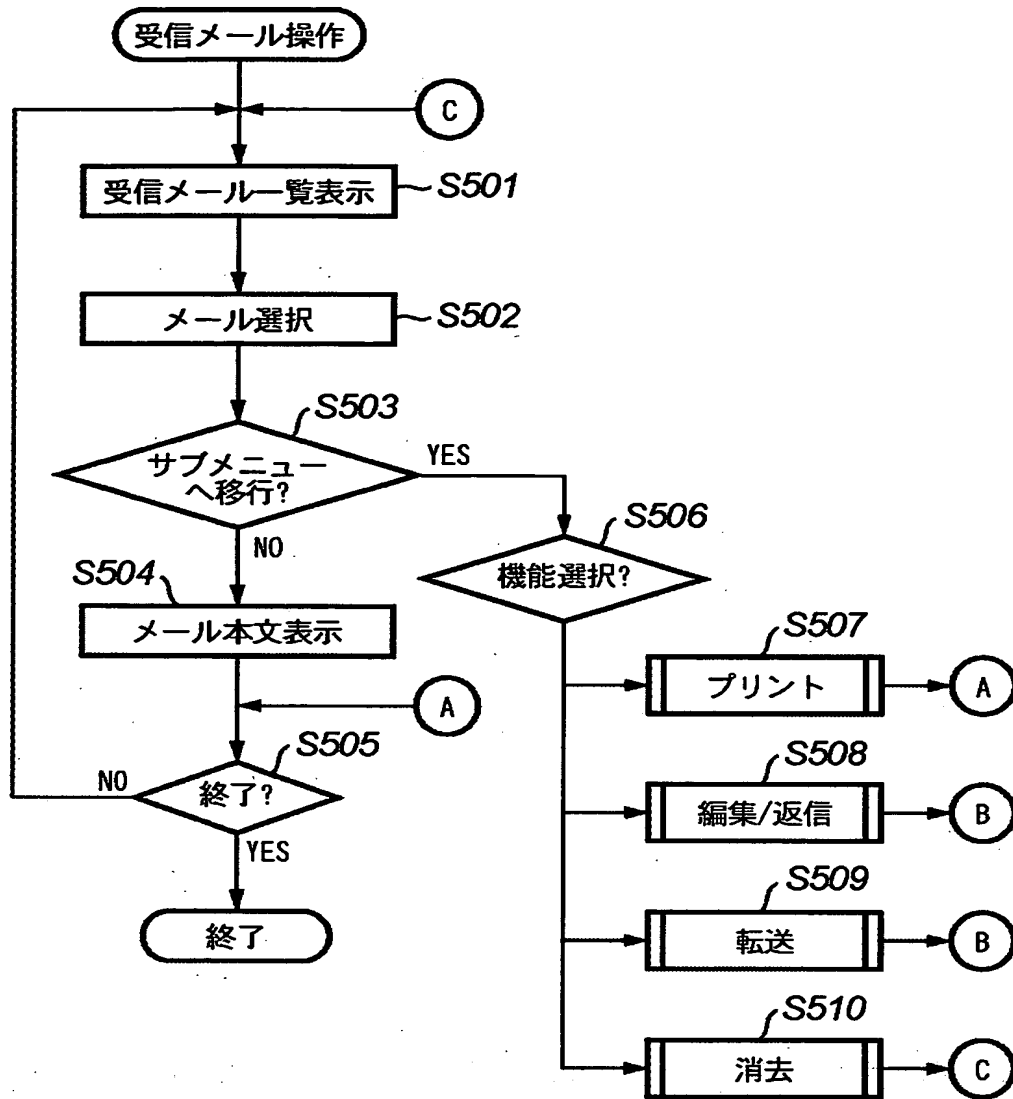 受信メール操作
C
受信メール一覧表示
S501
メール選択
S502
S503
サブメニュー
へ移行?
YES
NO
S506
機能選択?
S504
メール本文表示
S507
プリント
A
A
S505
終了?
NO
YES
S508
編集/返信
B
終了
S509
転送
B
S510
消去
C